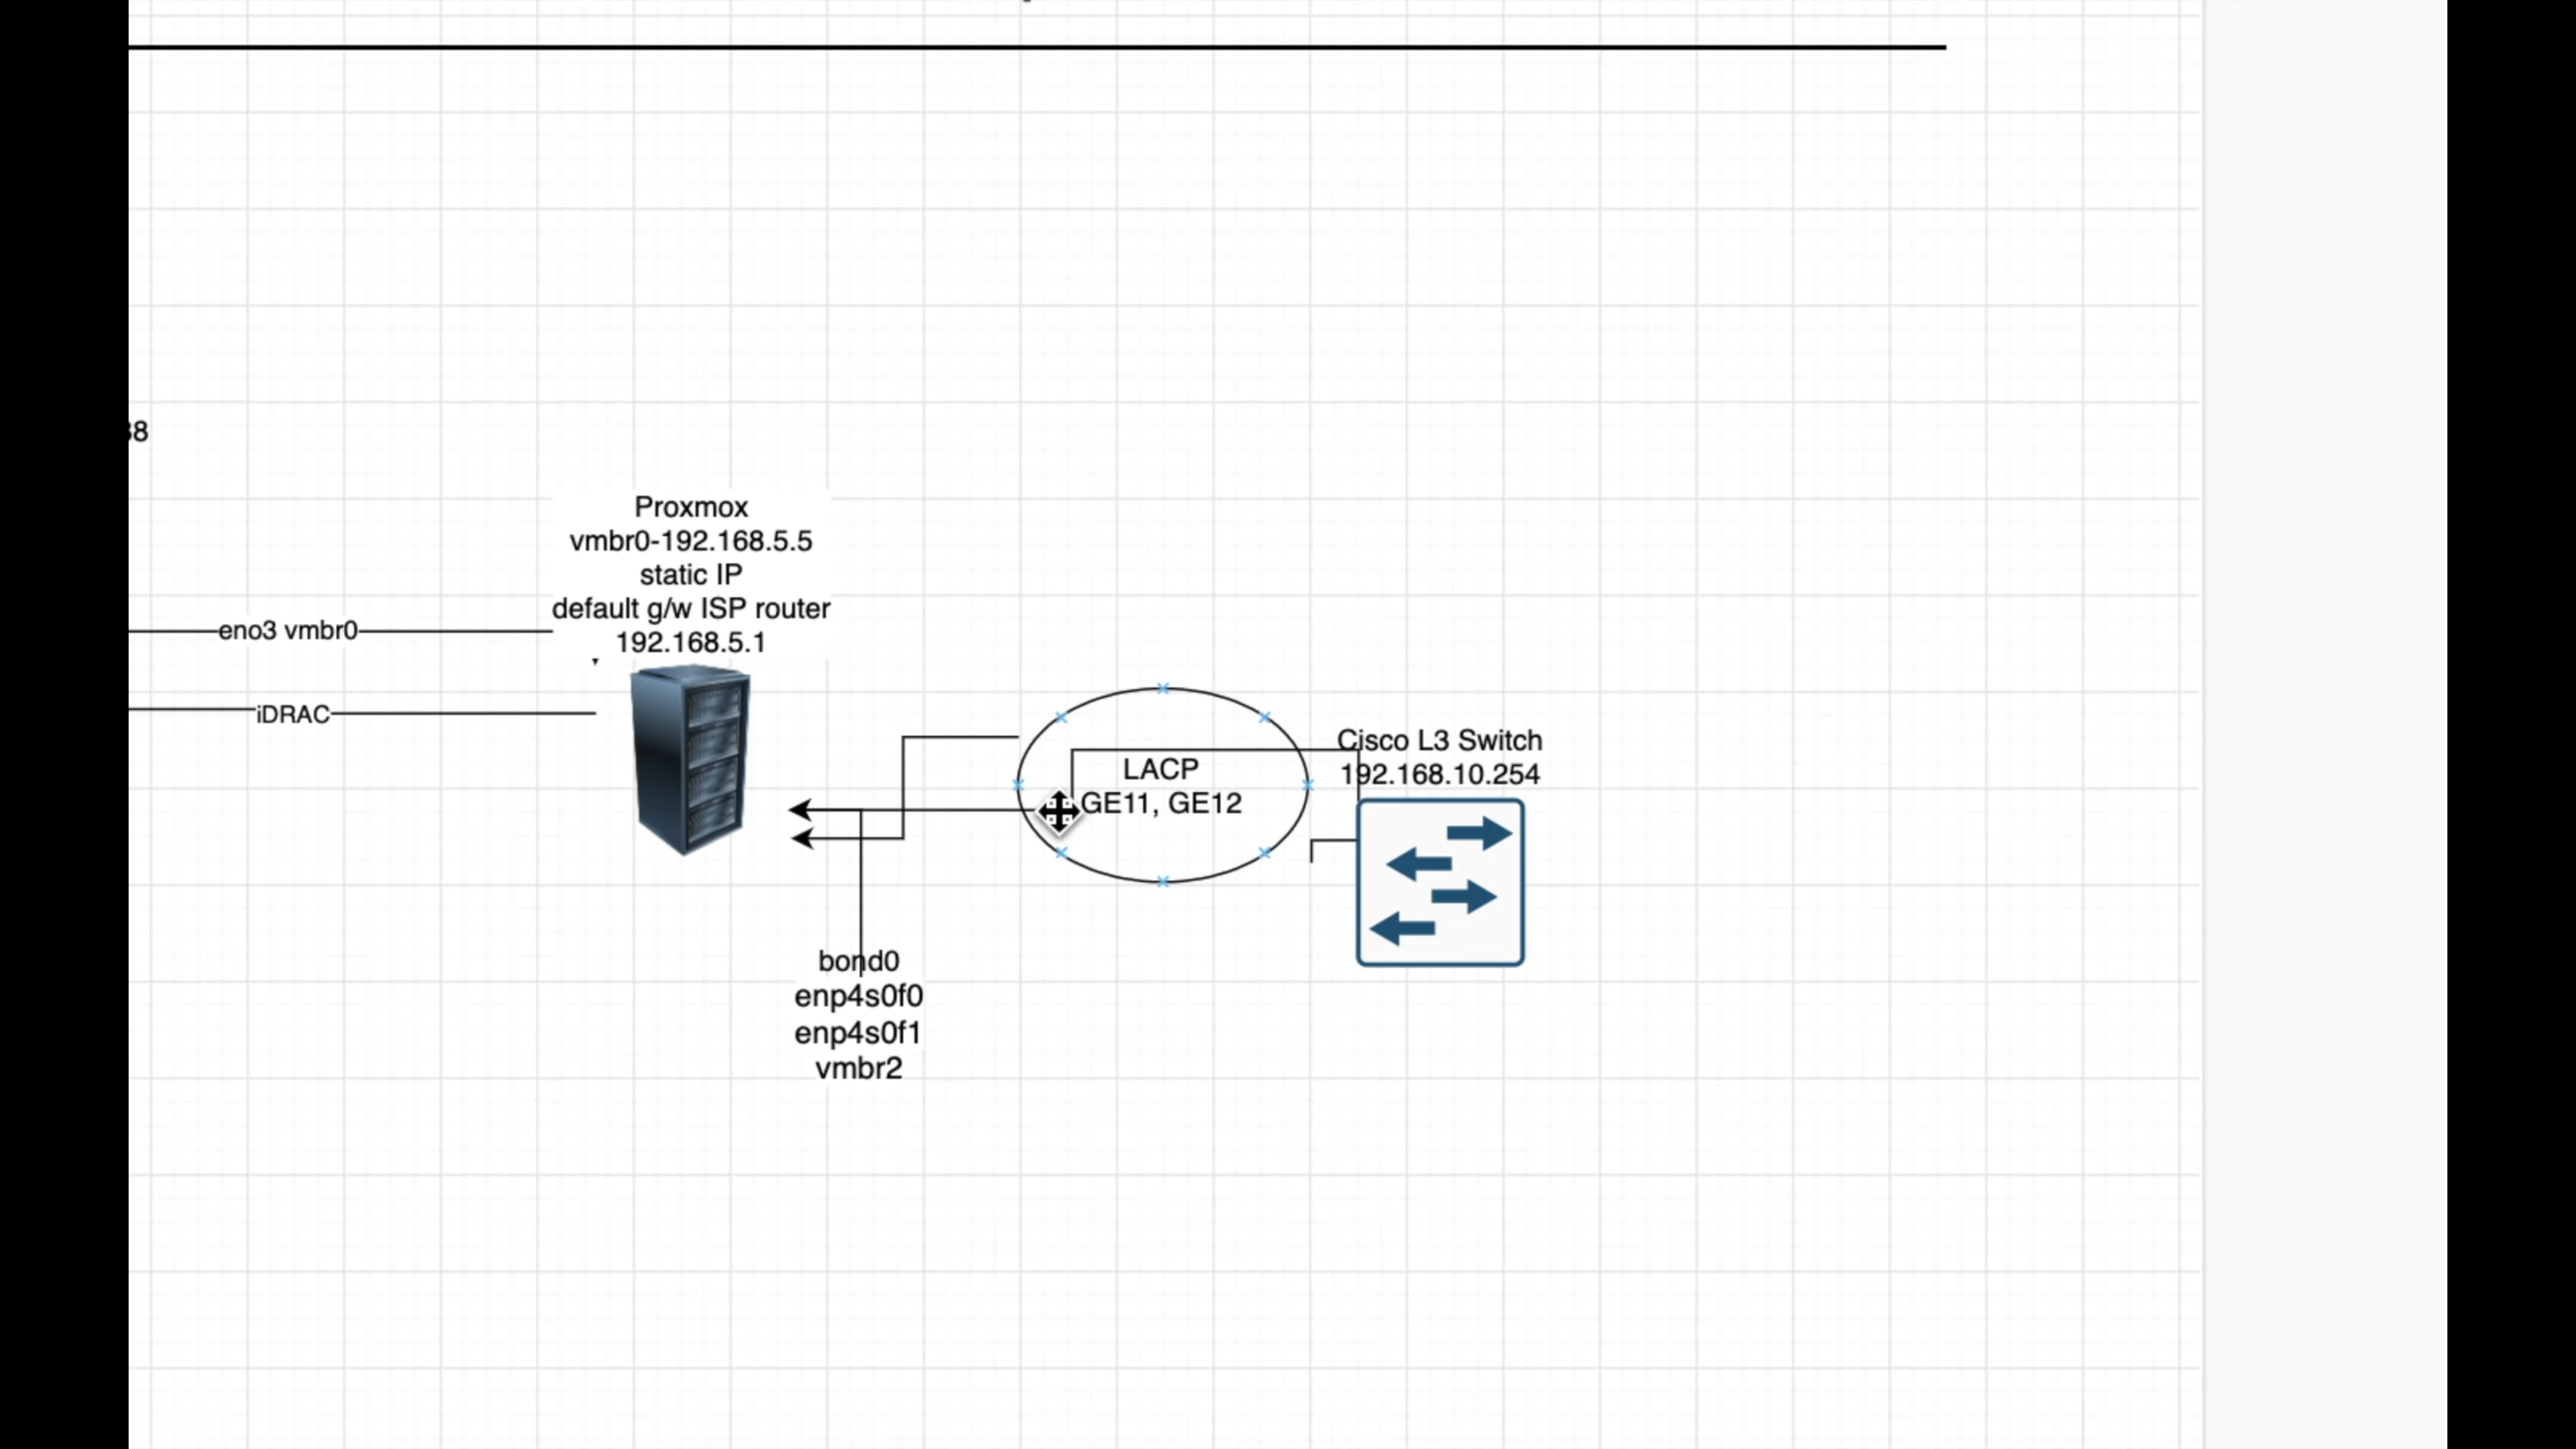 Proxmox
vmbr0-192.168.5.5
static IP
default g/w ISP router
192.168.5.1
eno3 vmbr0
iDRAC
LACP
GE11, GE12
Cisco L3 Switch
192.168.10.254
bond0
enp4s0f0
enp4s0f1
vmbr2